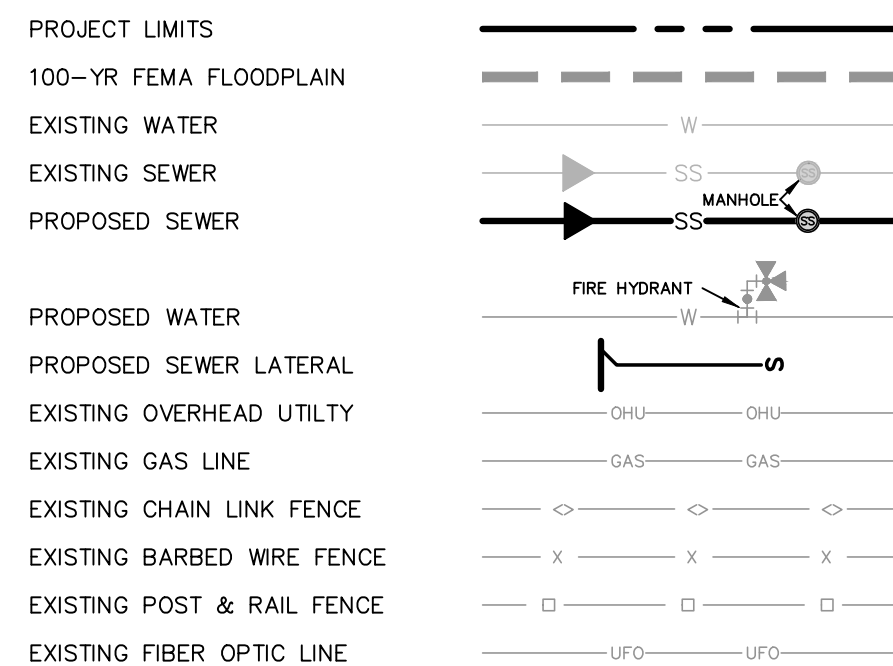 PROJECT LIMITS
100-YR FEMA FLOODPLAIN
EXISTING WATER W
EXISTING SEWER SS SS
MANHOLE
PROPOSED SEWER SS SS
FIRE HYDRANT
PROPOSED WATER W
PROPOSED SEWER LATERAL S
EXISTING OVERHEAD UTILTY OHU OHU
EXISTING GAS LINE GAS GAS
EXISTING CHAIN LINK FENCE <> <> <>
EXISTING BARBED WIRE FENCE X X X
EXISTING POST & RAIL FENCE
EXISTING FIBER OPTIC LINE UFO UFO